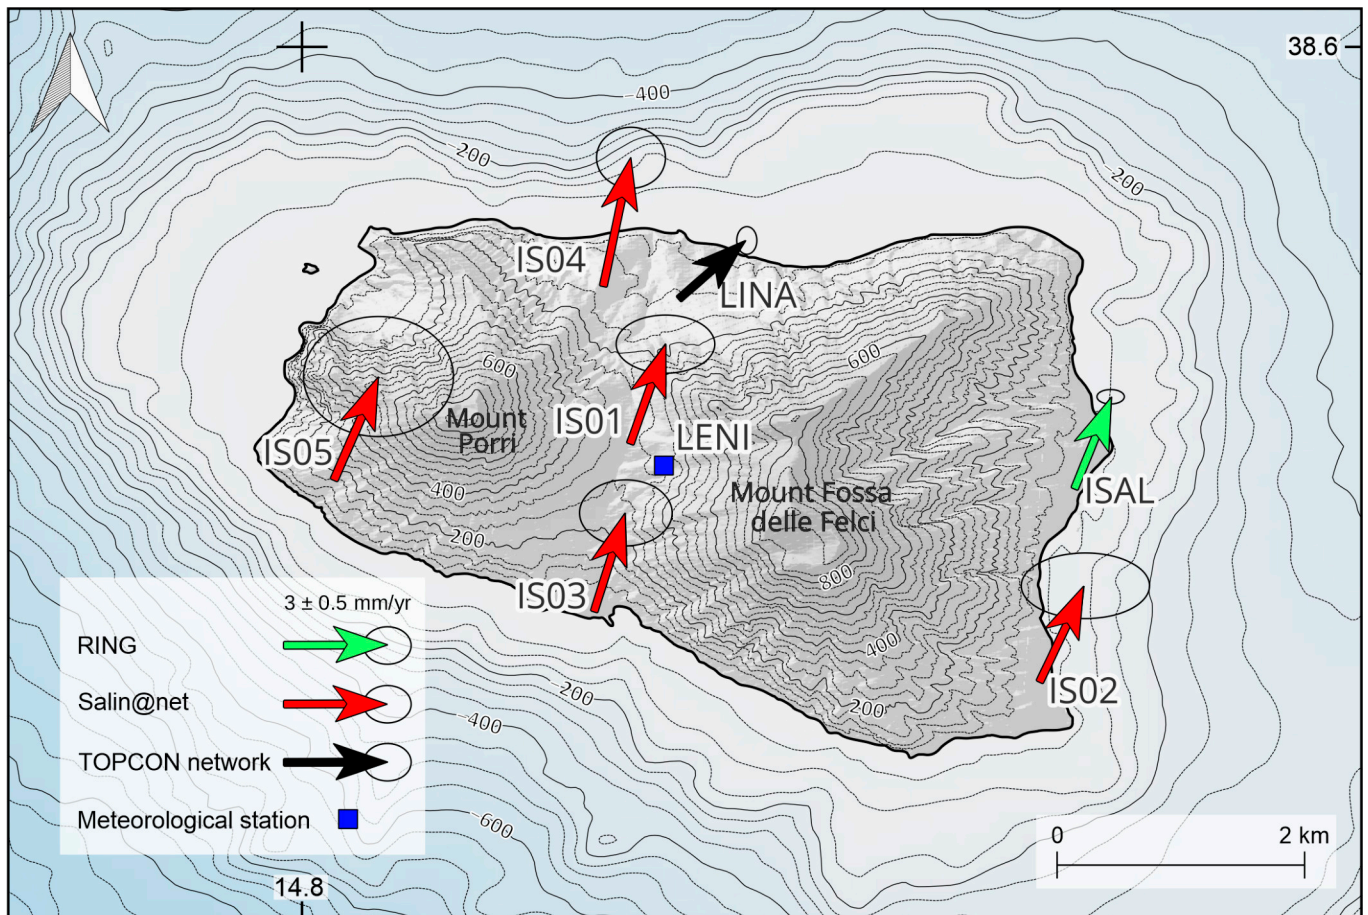 38.6
−400
−200
200
IS04
LINA
600
600
IS01
Mount
Porri
LENI
IS05
400
Mount Fossa
delle Felci
ISAL
200
800
IS03
3 ± 0.5 mm/yr
400
RING
IS02
−200
Salin@net
200
−400
TOPCON network
Meteorological station
−600
0
2 km
14.8